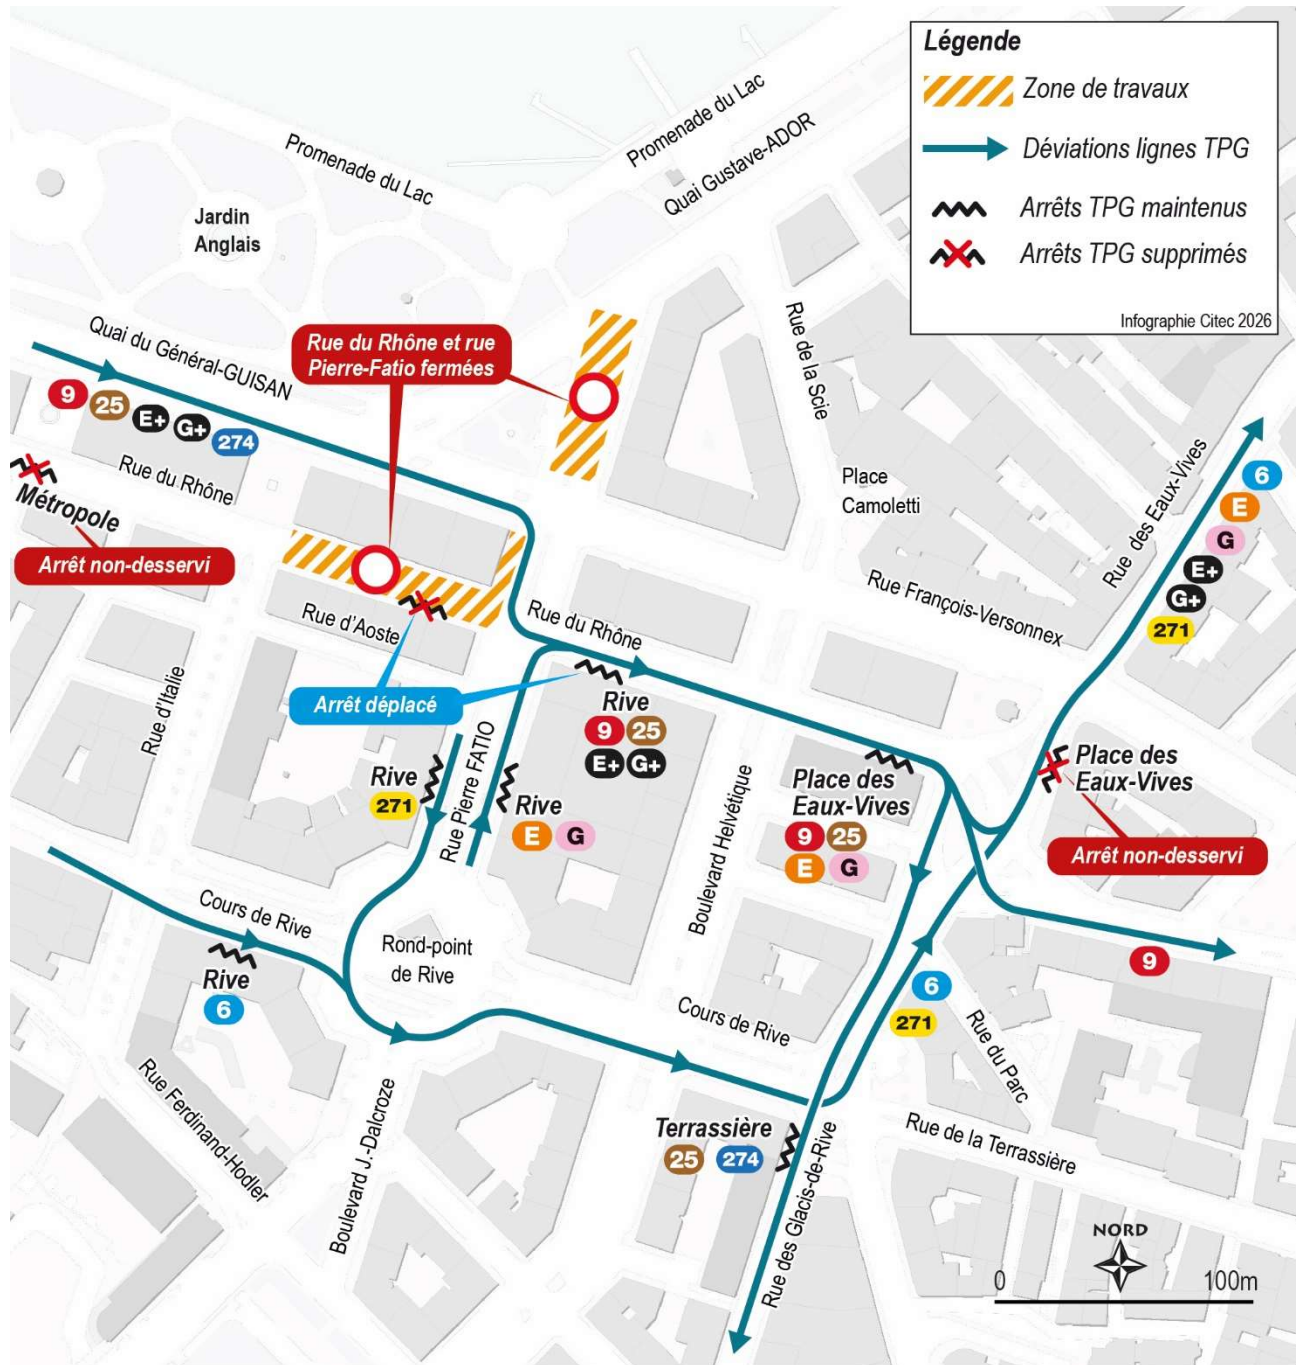 Légende
Zone de travaux
Déviations lignes TPG
Arrêts TPG maintenus
Arrêts TPG supprimés
Infographie Citec 2026
Promenade du Lac
Promenade du Lac
Quai Gustave-ADOR
Jardin
Anglais
Quai du Général-GUISAN
Rue du Rhône et rue
Pierre-Fatio fermées
Rue de la Scie
9 25 E+ G+ 274
Rue du Rhône
Métropole
Arrêt non-desservi
Place
Camoletti
Rue des Eaux-Vives
6
E
G
E+
G+
271
Rue François-Versonnex
Rue d'Aoste
Rue du Rhône
Arrêt déplacé
Rue d'Italie
Rive
9 25
E+ G+
Rive
271
Rue Pierre FATIO
Rive
E G
Boulevard Helvétique
Place des
Eaux-Vives
9 25
E G
Place des
Eaux-Vives
Arrêt non-desservi
Cours de Rive
Rive
6
Rond-point
de Rive
9
6
271
Cours de Rive
Rue du Parc
Rue Ferdinand-Hodler
Boulevard J.-Dalcroze
Terrassière
25 274
Rue des Glacis-de-Rive
Rue de la Terrassière
NORD
0 100m